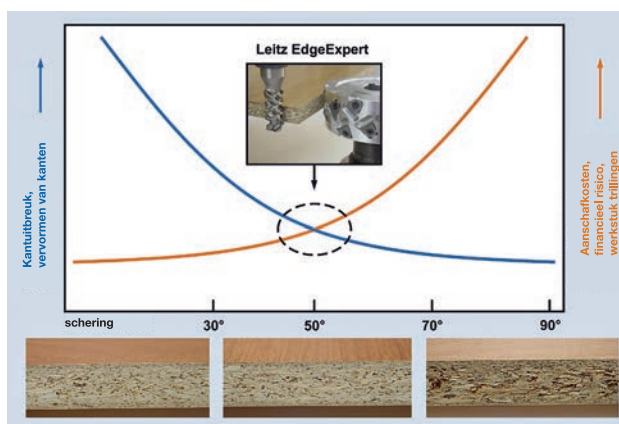 Leitz EdgeExpert
Kantuitbreuk,
vervormen van kanten
Aanschafkosten,
financieel risico,
werkstuk trillingen
schering
30°
50°
70°
90°